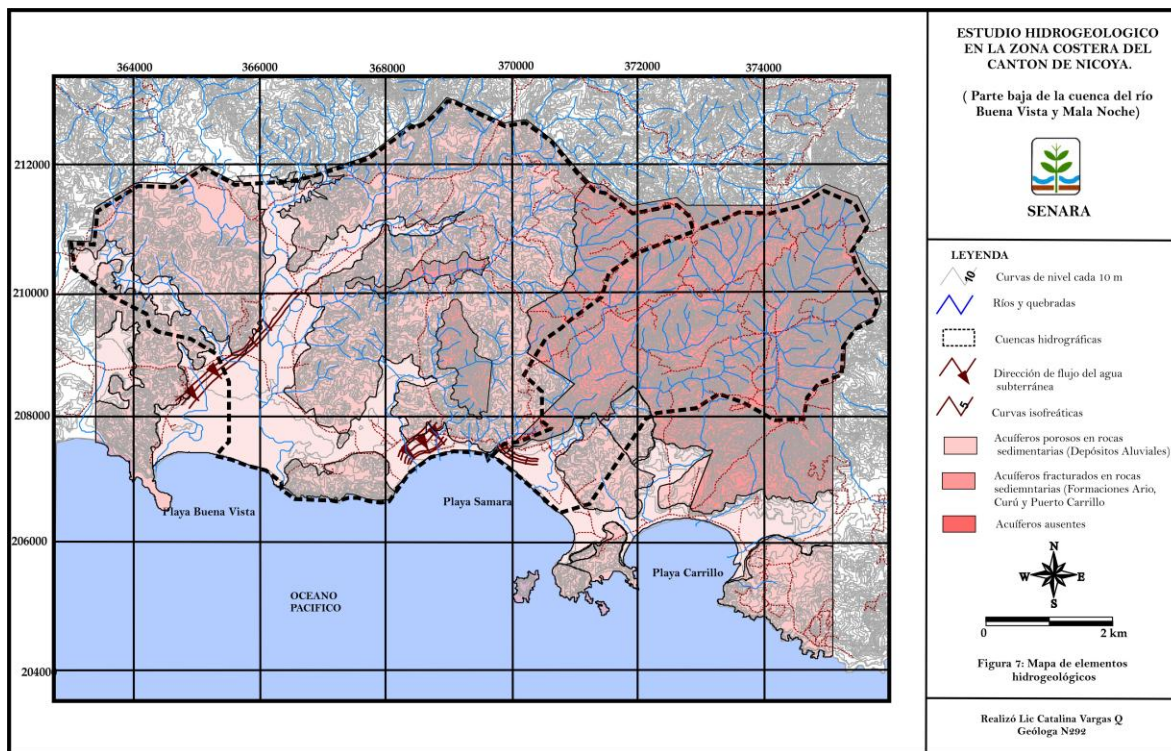 364000
366000
368000
370000
372000
374000
212000
210000
208000
206000
204000
Playa Buena Vista
Playa Samara
Playa Carrillo
OCEANO
PACIFICO
ESTUDIO HIDROGEOLOGICO
EN LA ZONA COSTERA DEL
CANTON DE NICOYA.
( Parte baja de la cuenca del río
Buena Vista y Mala Noche)
SENARA
LEYENDA
10
Curvas de nivel cada 10 m
Ríos y quebradas
Cuencas hidrográficas
Dirección de flujo del agua
subterránea
5
Curvas isofreáticas
Acuíferos porosos en rocas
sedimentarias (Depósitos Aluviales)
Acuíferos fracturados en rocas
sediemntarias (Formaciones Ario,
Curú y Puerto Carrillo
Acuíferos ausentes
N
W
E
S
0
2 km
Figura 7: Mapa de elementos
hidrogeológicos
Realizó Lic Catalina Vargas Q
Geóloga N292